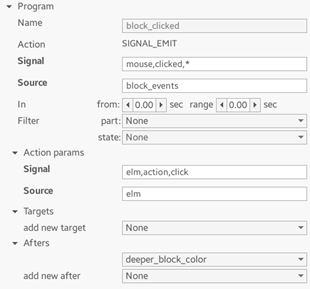 Program
Name block_clicked
Action SIGNAL_EMIT
Signal mouse,clicked,*
Source block_events
In from: 0.00 sec range 0.00 sec
Filter part: None
state: None
Action params
Signal elm,action,click
Source elm
Targets
add new target None
Afters
deeper_block_color
add new after None